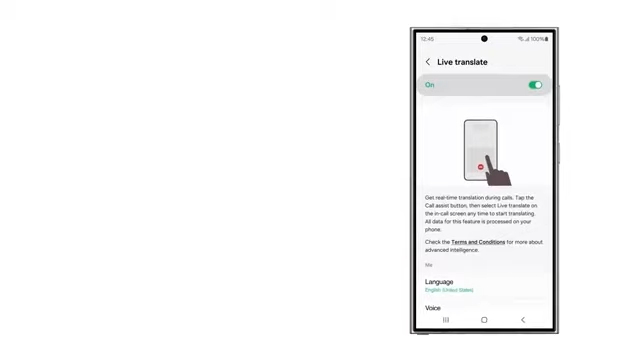 12:45
100%
Live translate
On
Get real-time translation during calls. Tap the
Call assist button, then select Live translate on
the in-call screen any time to start translating.
All data for this feature is processed on your
phone.
Check the Terms and Conditions for more about
advanced intelligence.
Me
Language
English (United States)
Voice